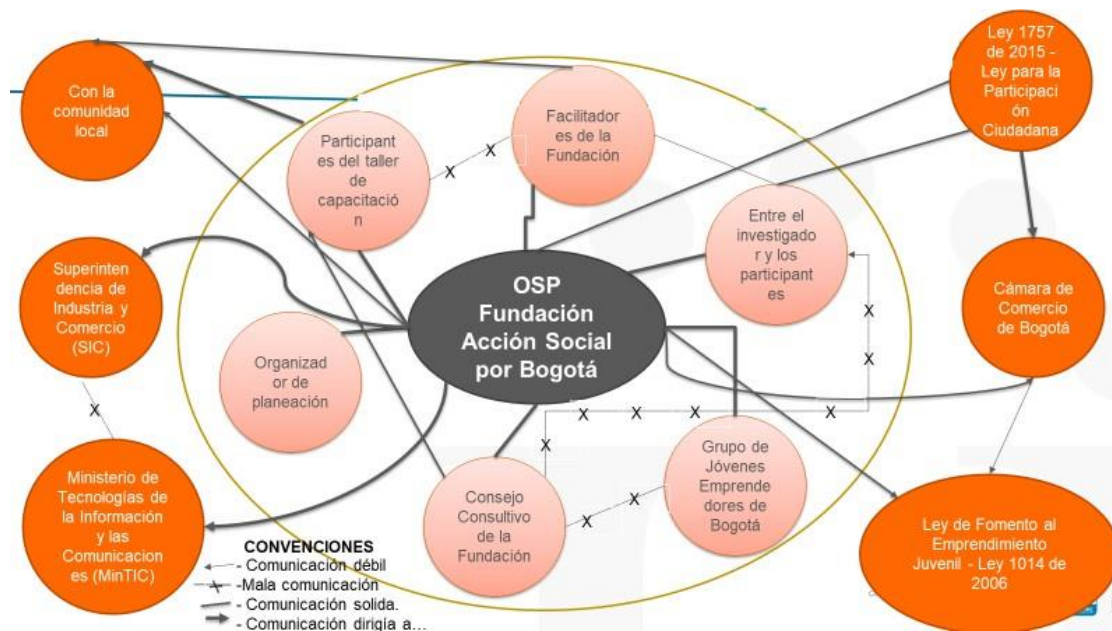 Con la
comunidad
local
Participant
es del taller
de
capacitació
n
Facilitador
es de la
Fundación
Ley 1757
de 2015 -
Ley para la
Participaci
ón
Ciudadana
Entre el
investigado
r y los
participant
es
Superinten
dencia de
Industria y
Comercio
(SIC)
OSP
Fundación
Acción Social
por Bogotá
Cámara de
Comercio
de Bogotá
Organizad
or de
planeación
Ministerio de
Tecnologías de
la Información
y las
Comunicacion
es (MinTIC)
Consejo
Consultivo
de la
Fundación
Grupo de
Jóvenes
Emprende
dores de
Bogotá
Ley de Fomento al
Emprendimiento
Juvenil - Ley 1014 de
2006
CONVENCIONES
- Comunicación débil
-Mala comunicación
- Comunicación solida.
- Comunicación dirigía a…
X
X
X
X
X
X
X
X
X
X
X
X
X